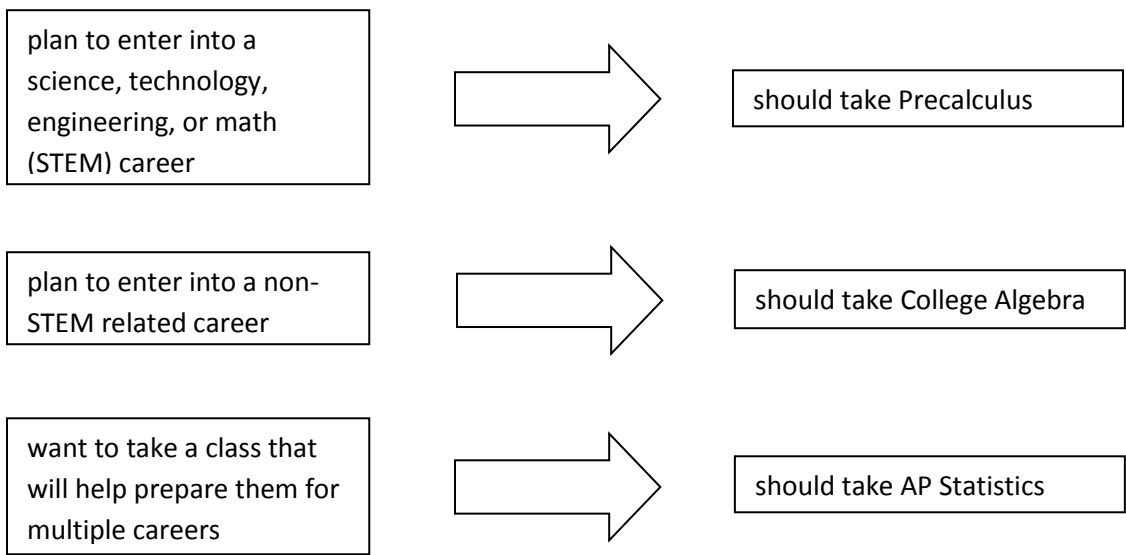 plan to enter into a
science, technology,
engineering, or math
(STEM) career
should take Precalculus
plan to enter into a non-
STEM related career
should take College Algebra
want to take a class that
will help prepare them for
multiple careers
should take AP Statistics